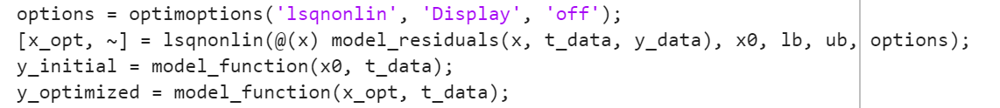 options = optimoptions('lsqnonlin', 'Display', 'off');
[x_opt, ~] = lsqnonlin(@(x) model_residuals(x, t_data, y_data), x0, lb, ub, options);
y_initial = model_function(x0, t_data);
y_optimized = model_function(x_opt, t_data);